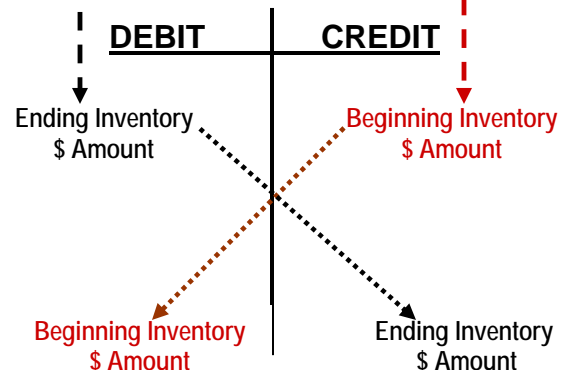 DEBIT CREDIT
Ending Inventory
$ Amount
Beginning Inventory
$ Amount
Beginning Inventory
$ Amount
Ending Inventory
$ Amount